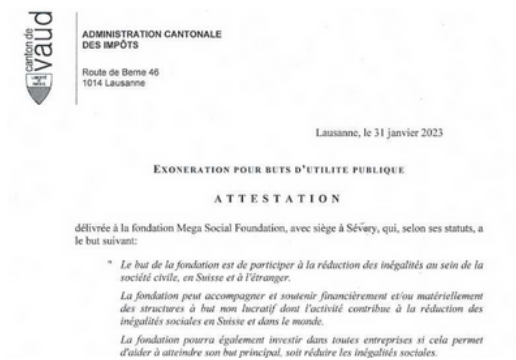 canton de
vaud
LIBERTÉ
ET
PATRIE
ADMINISTRATION CANTONALE
DES IMPÔTS
Route de Berne 46
1014 Lausanne
Lausanne, le 31 janvier 2023
EXONERATION POUR BUTS D'UTILITE PUBLIQUE
ATTESTATION
délivrée à la fondation Mega Social Foundation, avec siège à Sévery, qui, selon ses statuts, a
le but suivant:
" Le but de la fondation est de participer à la réduction des inégalités au sein de la
société civile, en Suisse et à l'étranger.
La fondation peut accompagner et soutenir financièrement et/ou matériellement
des structures à but non lucratif dont l'activité contribue à la réduction des
inégalités sociales en Suisse et dans le monde.
La fondation pourra également investir dans toutes entreprises si cela permet
d'aider à atteindre son but principal, soit réduire les inégalités sociales.